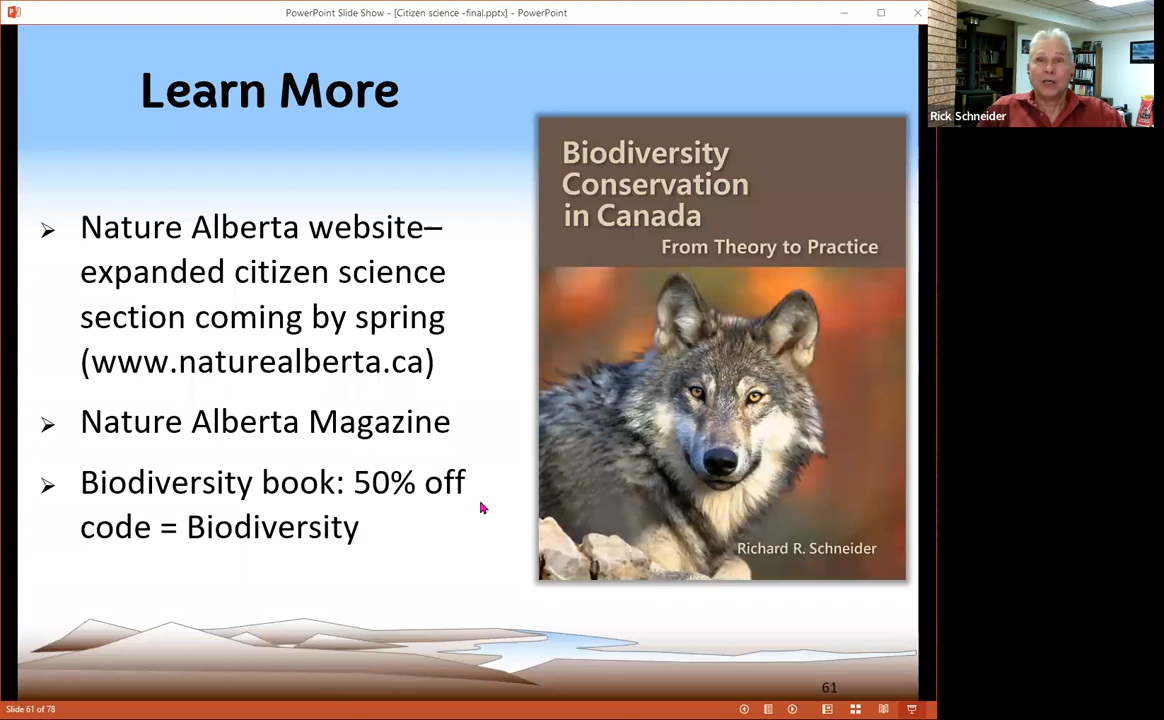 PowerPoint Slide Show - [Citizen science -final.pptx] - PowerPoint
Rick Schneider
Learn More
Nature Alberta website–
expanded citizen science
section coming by spring
(www.naturealberta.ca)
Nature Alberta Magazine
Biodiversity book: 50% off
code = Biodiversity
Biodiversity
Conservation
in Canada
From Theory to Practice
Richard R. Schneider
61
Slide 61 of 78